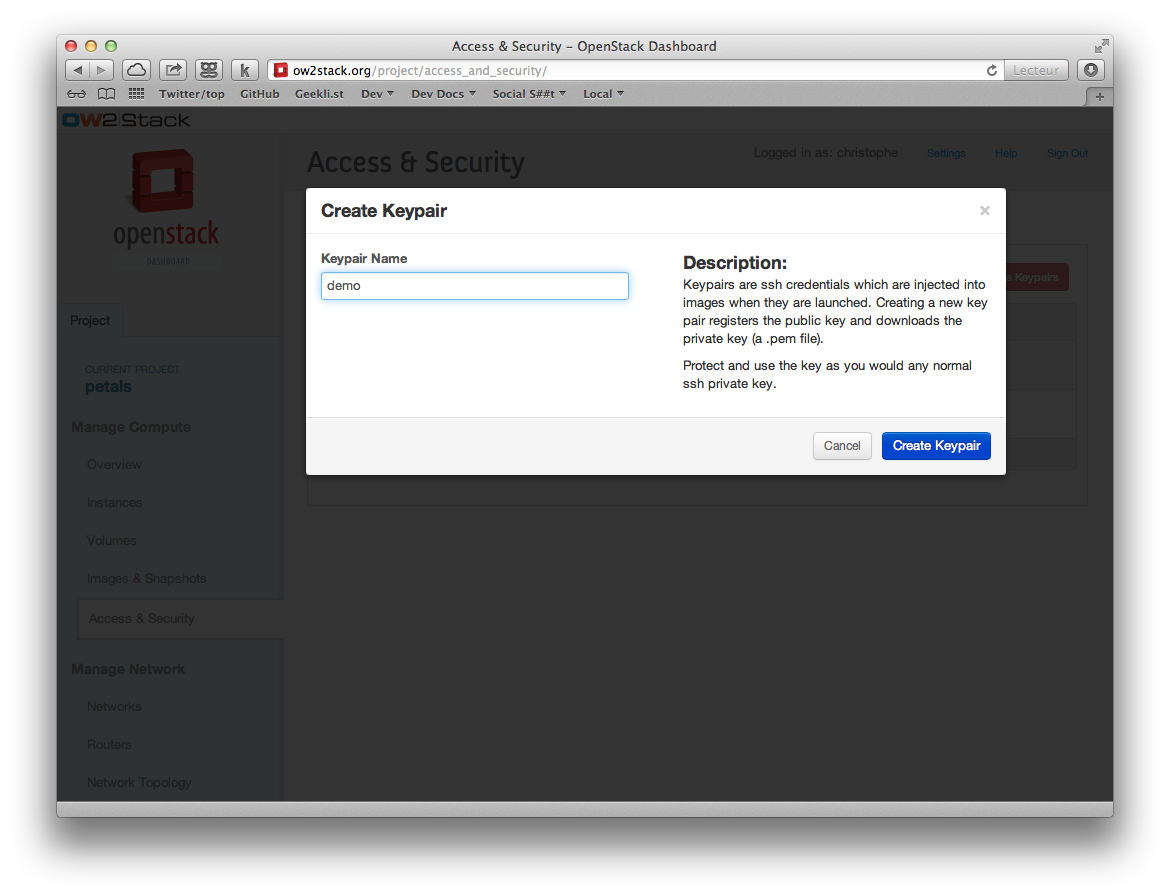 Access & Security – OpenStack Dashboard
ow2stack.org/project/access_and_security/
Lecteur
Twitter/top GitHub Geekli.st Dev Dev Docs Social S##t Local
OW2Stack
Access & Security
Logged in as: christophe Settings Help Sign Out
openstack
DASHBOARD
Project
CURRENT PROJECT
petals
Manage Compute
Overview
Instances
Volumes
Images & Snapshots
Access & Security
Manage Network
Networks
Routers
Network Topology
Create Keypair
×
Keypair Name
demo
Description:
Keypairs are ssh credentials which are injected into
images when they are launched. Creating a new key
pair registers the public key and downloads the
private key (a .pem file).
Protect and use the key as you would any normal
ssh private key.
Cancel
Create Keypair
e Keypairs